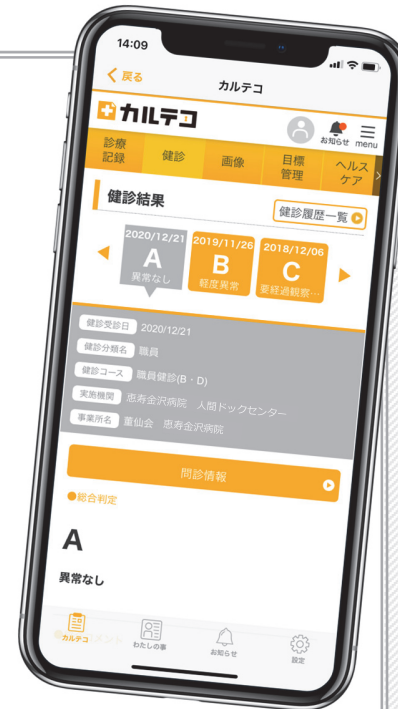 14:09
戻る
カルテコ
カルテコ
お知らせ
menu
診療
記録
健診
画像
目標
管理
ヘルス
ケア
健診結果
健診履歴一覧
2020/12/21
A
異常なし
2019/11/26
B
軽度異常
2018/12/06
C
要経過観察…
健診受診日 2020/12/21
健診分類名 職員
健診コース 職員健診(B・D)
実施機関 恵寿金沢病院 人間ドックセンター
事業所名 董仙会 恵寿金沢病院
問診情報
●総合判定
A
異常なし
カルテコ
わたしの事
お知らせ
設定